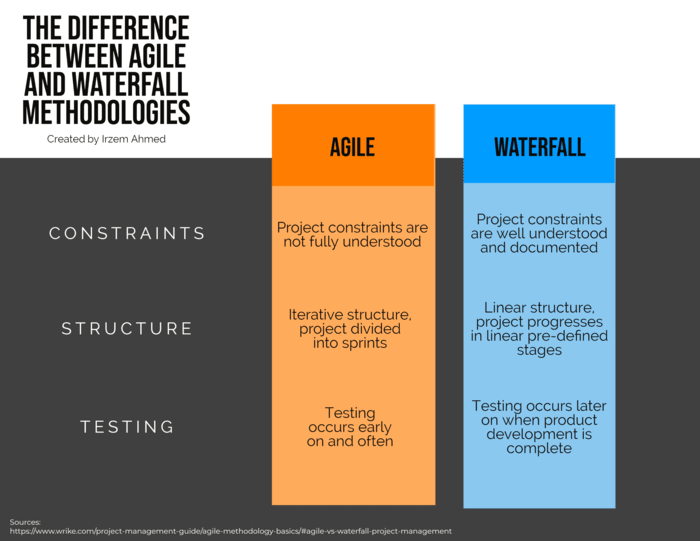 THE DIFFERENCE
BETWEEN AGILE
AND WATERFALL
METHODOLOGIES
Created by Irzem Ahmed
AGILE
WATERFALL
CONSTRAINTS
Project constraints are
not fully understood
Project constraints
are well understood
and documented
STRUCTURE
Iterative structure,
project divided
into sprints
Linear structure,
project progresses
in linear pre-defined
stages
TESTING
Testing
occurs early
on and often
Testing occurs later
on when product
development is
complete
Sources:
https://www.wrike.com/project-management-guide/agile-methodology-basics/#agile-vs-waterfall-project-management